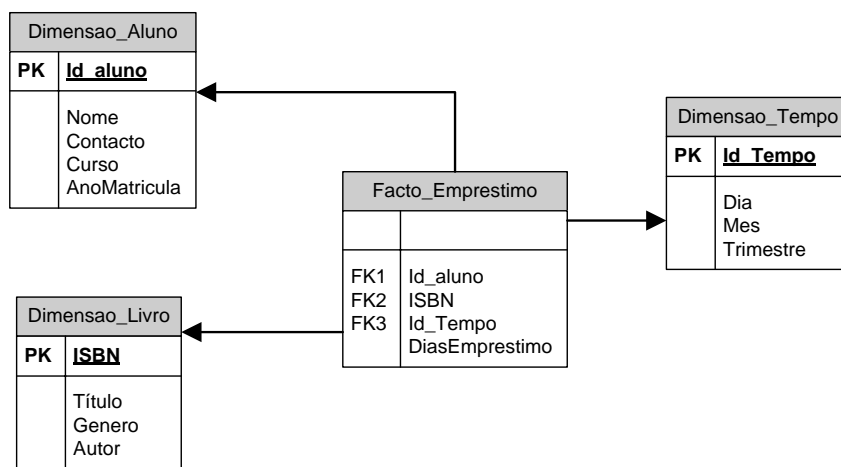 Dimensao_Aluno
PK Id_aluno
Nome
Contacto
Curso
AnoMatricula
Dimensao_Tempo
PK Id_Tempo
Dia
Mes
Trimestre
Facto_Emprestimo
FK1 Id_aluno
FK2 ISBN
FK3 Id_Tempo
DiasEmprestimo
Dimensao_Livro
PK ISBN
Título
Genero
Autor